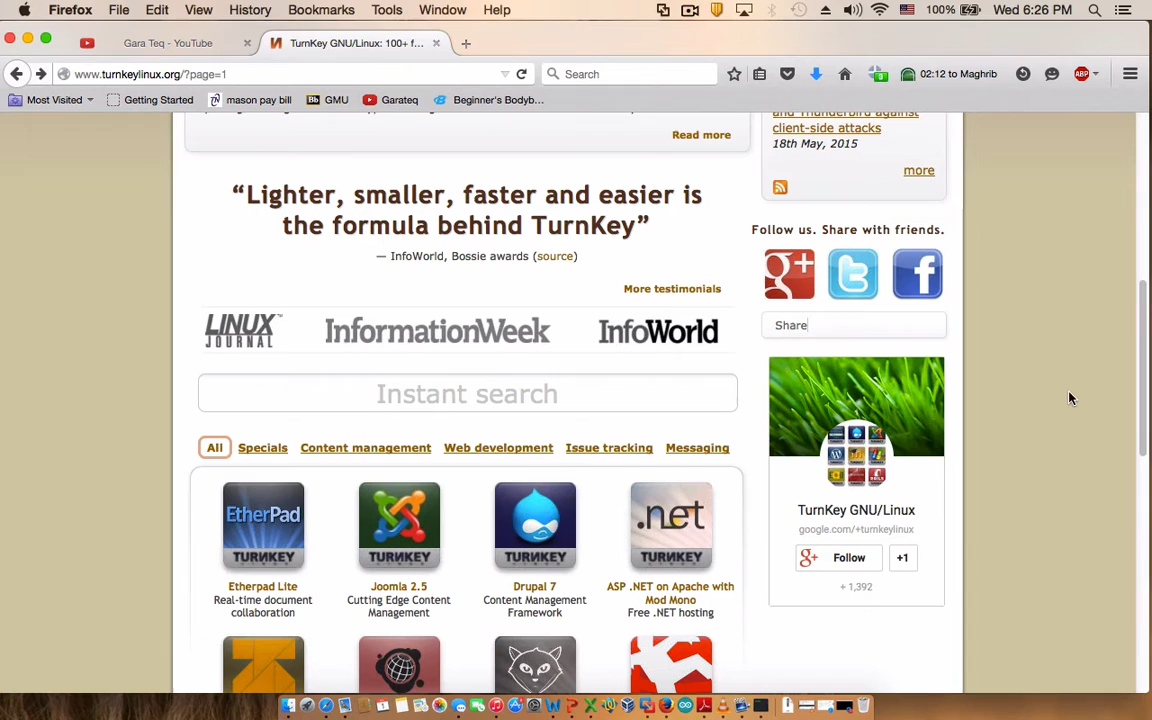 Firefox File Edit View History Bookmarks Tools Window Help 100% Wed 6:26 PM
Gara Teq - YouTube × TurnKey GNU/Linux: 100+ f... × +
www.turnkeylinux.org/?page=1 Search 02:12 to Maghrib ABP
Most Visited Getting Started mason pay bill Bb GMU Garateq Beginner's Bodyb...
and Thunderbird against
client-side attacks
18th May, 2015
more
Read more
“Lighter, smaller, faster and easier is
the formula behind TurnKey”
— InfoWorld, Bossie awards (source)
More testimonials
LINUX JOURNAL InformationWeek InfoWorld
Follow us. Share with friends.
g+ t f
Share
Instant search
All Specials Content management Web development Issue tracking Messaging
EtherPad
TURNKEY
TURNKEY
TURNKEY
.net
TURNKEY
Etherpad Lite
Real-time document
collaboration
Joomla 2.5
Cutting Edge Content
Management
Drupal 7
Content Management
Framework
ASP .NET on Apache with
Mod Mono
Free .NET hosting
TurnKey GNU/Linux
google.com/+turnkeylinux
g+ Follow +1
+ 1,392